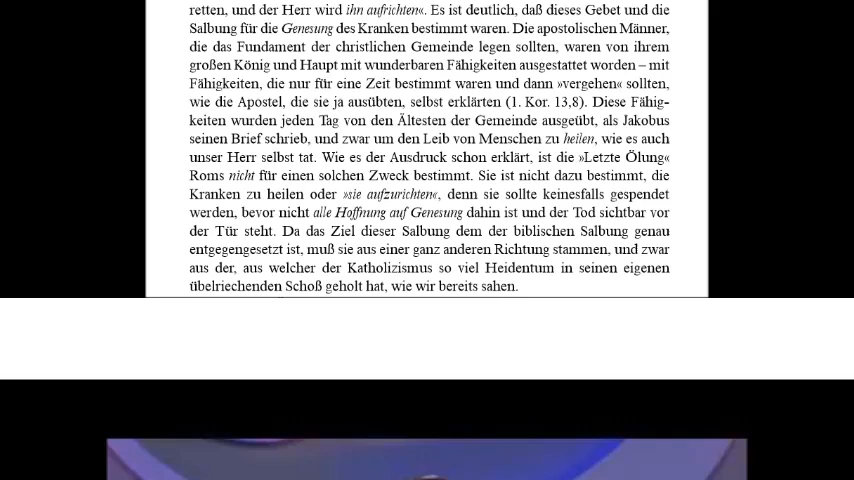 retten, und der Herr wird ihn aufrichten«. Es ist deutlich, daß dieses Gebet und die
Salbung für die Genesung des Kranken bestimmt waren. Die apostolischen Männer,
die das Fundament der christlichen Gemeinde legen sollten, waren von ihrem
großen König und Haupt mit wunderbaren Fähigkeiten ausgestattet worden – mit
Fähigkeiten, die nur für eine Zeit bestimmt waren und dann »vergehen« sollten,
wie die Apostel, die sie ja ausübten, selbst erklärten (1. Kor. 13,8). Diese Fähig-
keiten wurden jeden Tag von den Ältesten der Gemeinde ausgeübt, als Jakobus
seinen Brief schrieb, und zwar um den Leib von Menschen zu heilen, wie es auch
unser Herr selbst tat. Wie es der Ausdruck schon erklärt, ist die »Letzte Ölung«
Roms nicht für einen solchen Zweck bestimmt. Sie ist nicht dazu bestimmt, die
Kranken zu heilen oder »sie aufzurichten«, denn sie sollte keinesfalls gespendet
werden, bevor nicht alle Hoffnung auf Genesung dahin ist und der Tod sichtbar vor
der Tür steht. Da das Ziel dieser Salbung dem der biblischen Salbung genau
entgegengesetzt ist, muß sie aus einer ganz anderen Richtung stammen, und zwar
aus der, aus welcher der Katholizismus so viel Heidentum in seinen eigenen
übelriechenden Schoß geholt hat, wie wir bereits sahen.